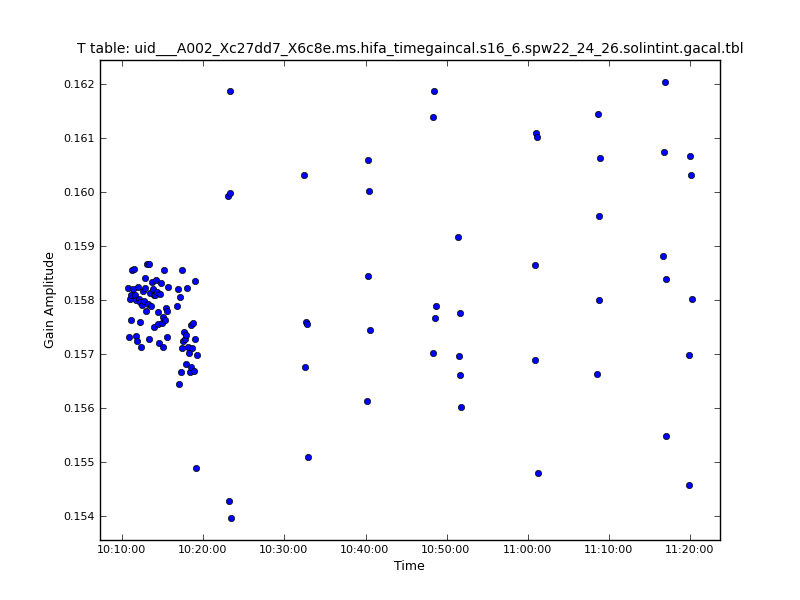 T table: uid___A002_Xc27dd7_X6c8e.ms.hifa_timegaincal.s16_6.spw22_24_26.solintint.gacal.tbl
0.162
0.161
0.160
0.159
0.158
0.157
0.156
0.155
0.154
Gain Amplitude
10:10:00 10:20:00 10:30:00 10:40:00 10:50:00 11:00:00 11:10:00 11:20:00
Time